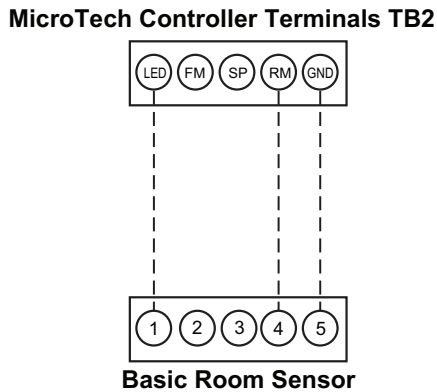 MicroTech Controller Terminals TB2
LED FM SP RM GND
1 2 3 4 5
Basic Room Sensor